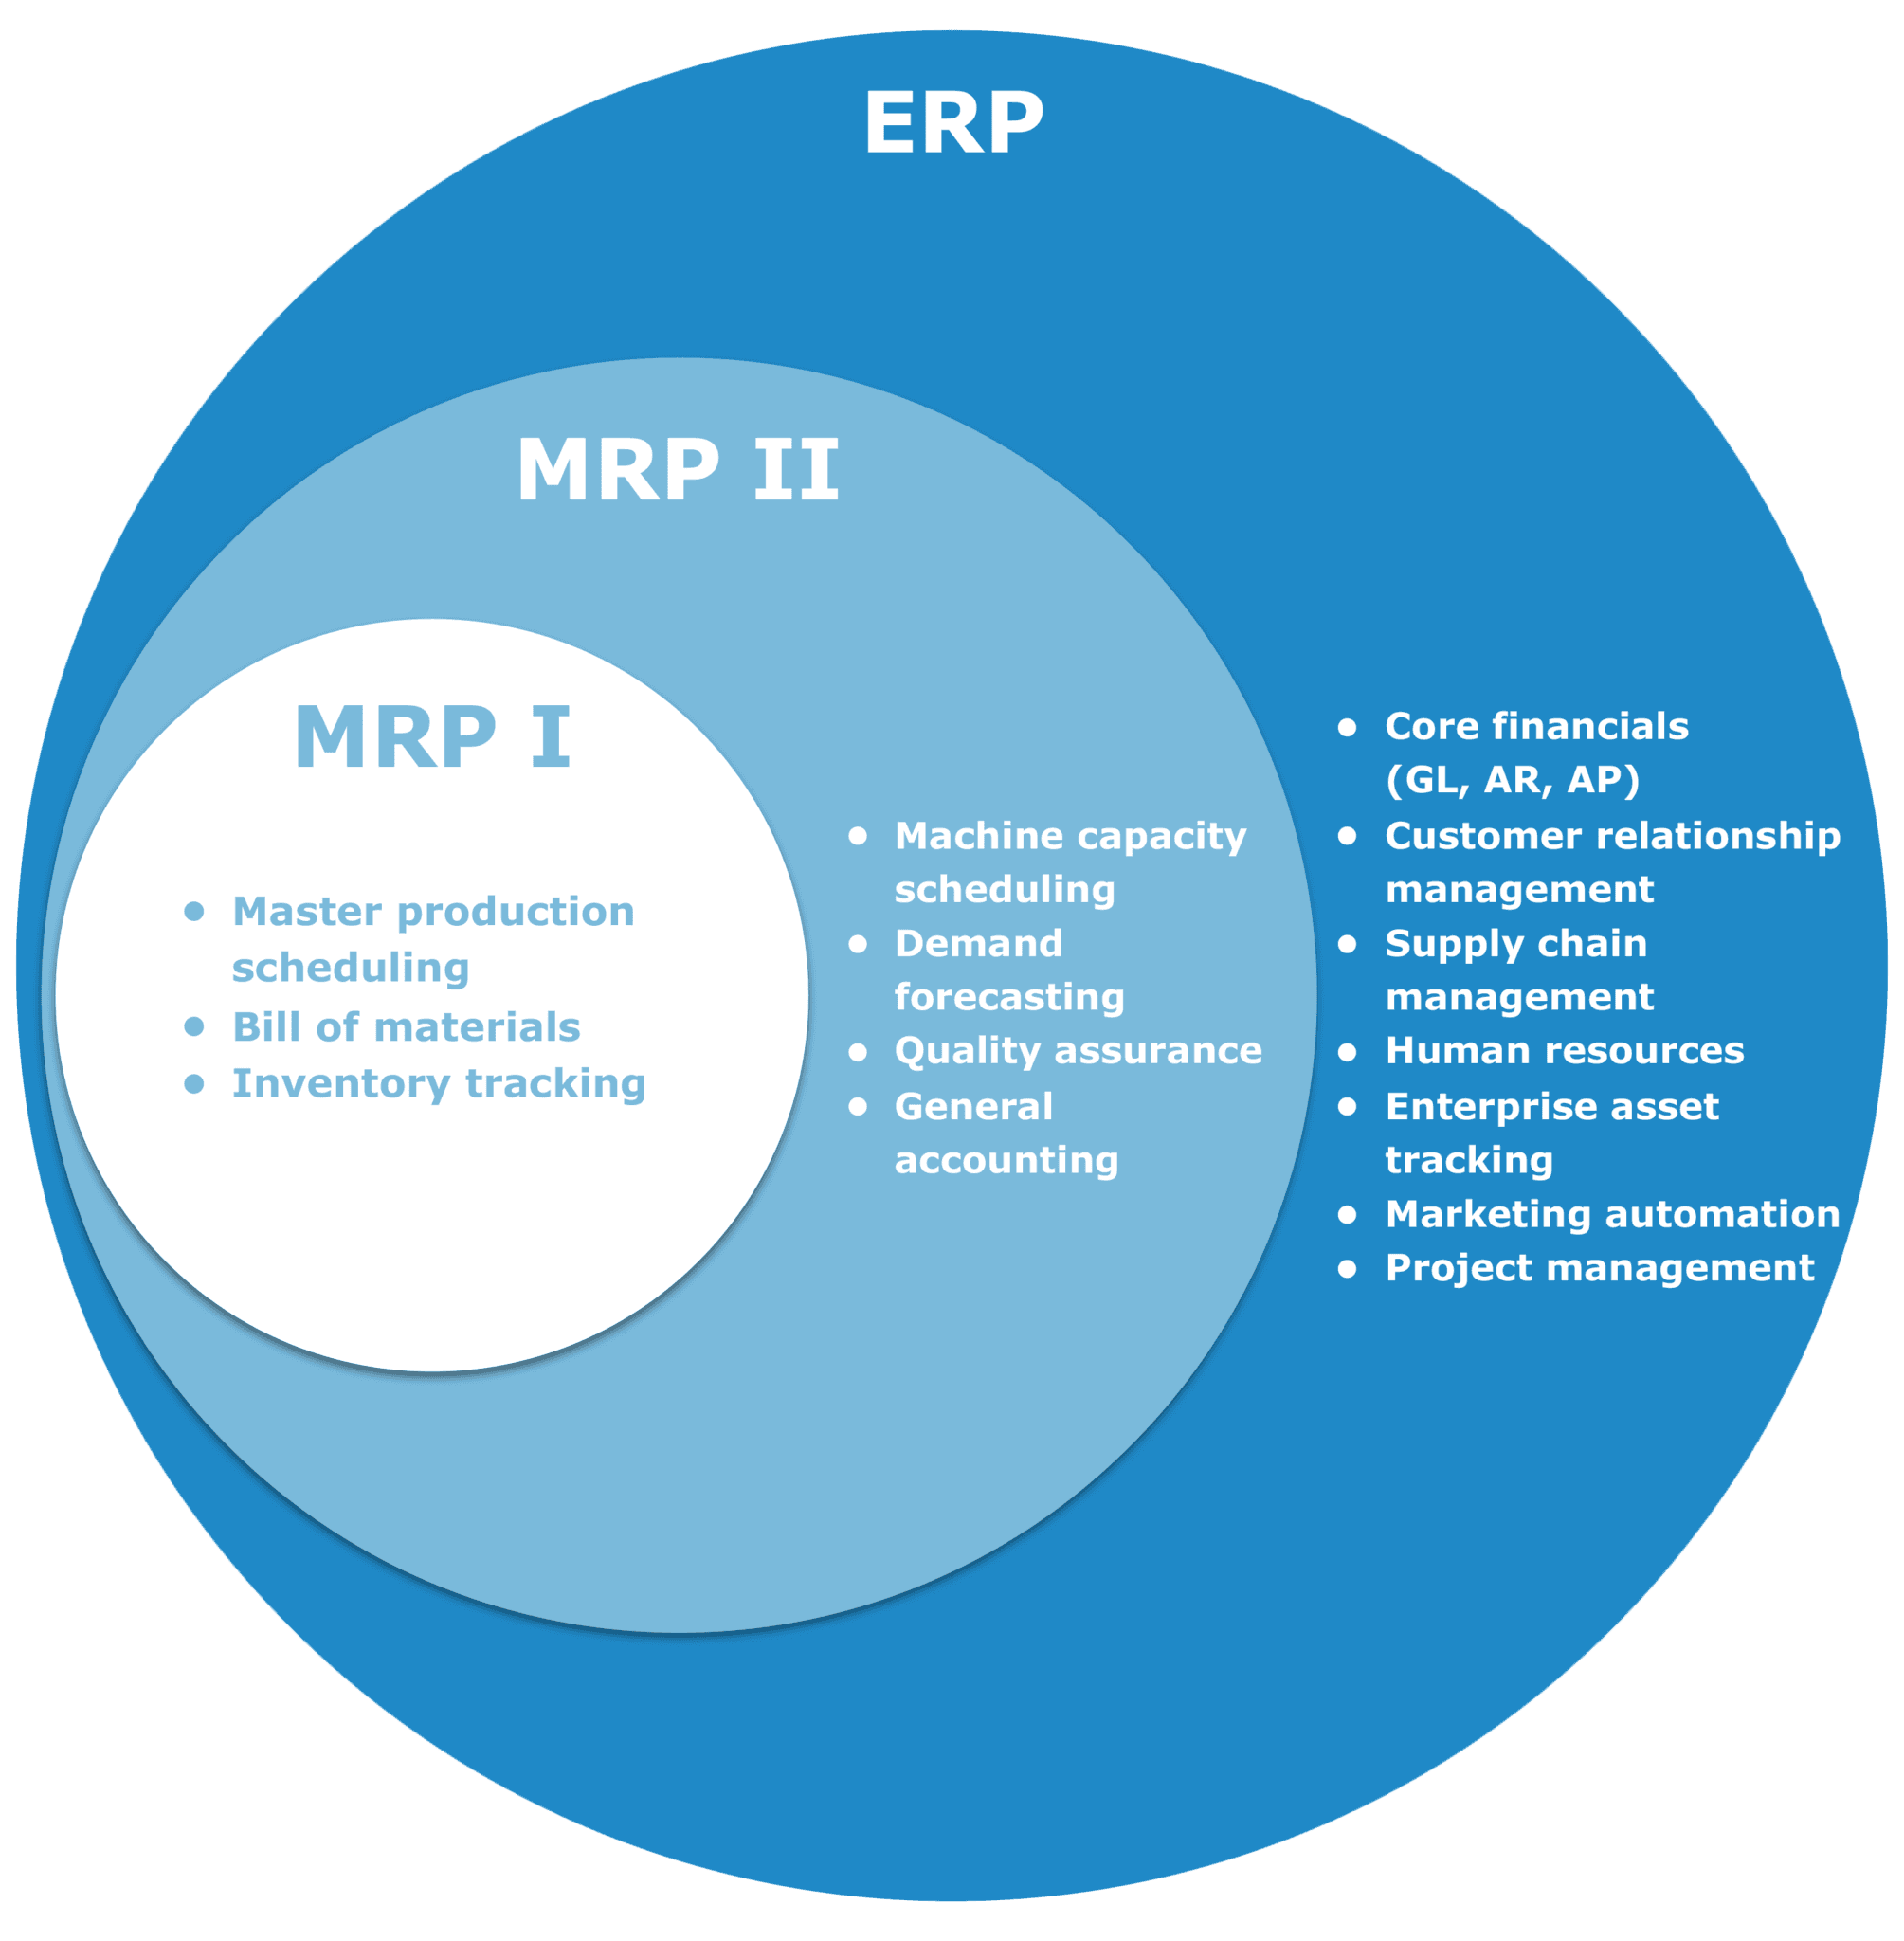 ERP
MRP II
MRP I
● Master production
scheduling
● Bill of materials
● Inventory tracking
● Machine capacity
scheduling
● Demand
forecasting
● Quality assurance
● General
accounting
● Core financials
(GL, AR, AP)
● Customer relationship
management
● Supply chain
management
● Human resources
● Enterprise asset
tracking
● Marketing automation
● Project management